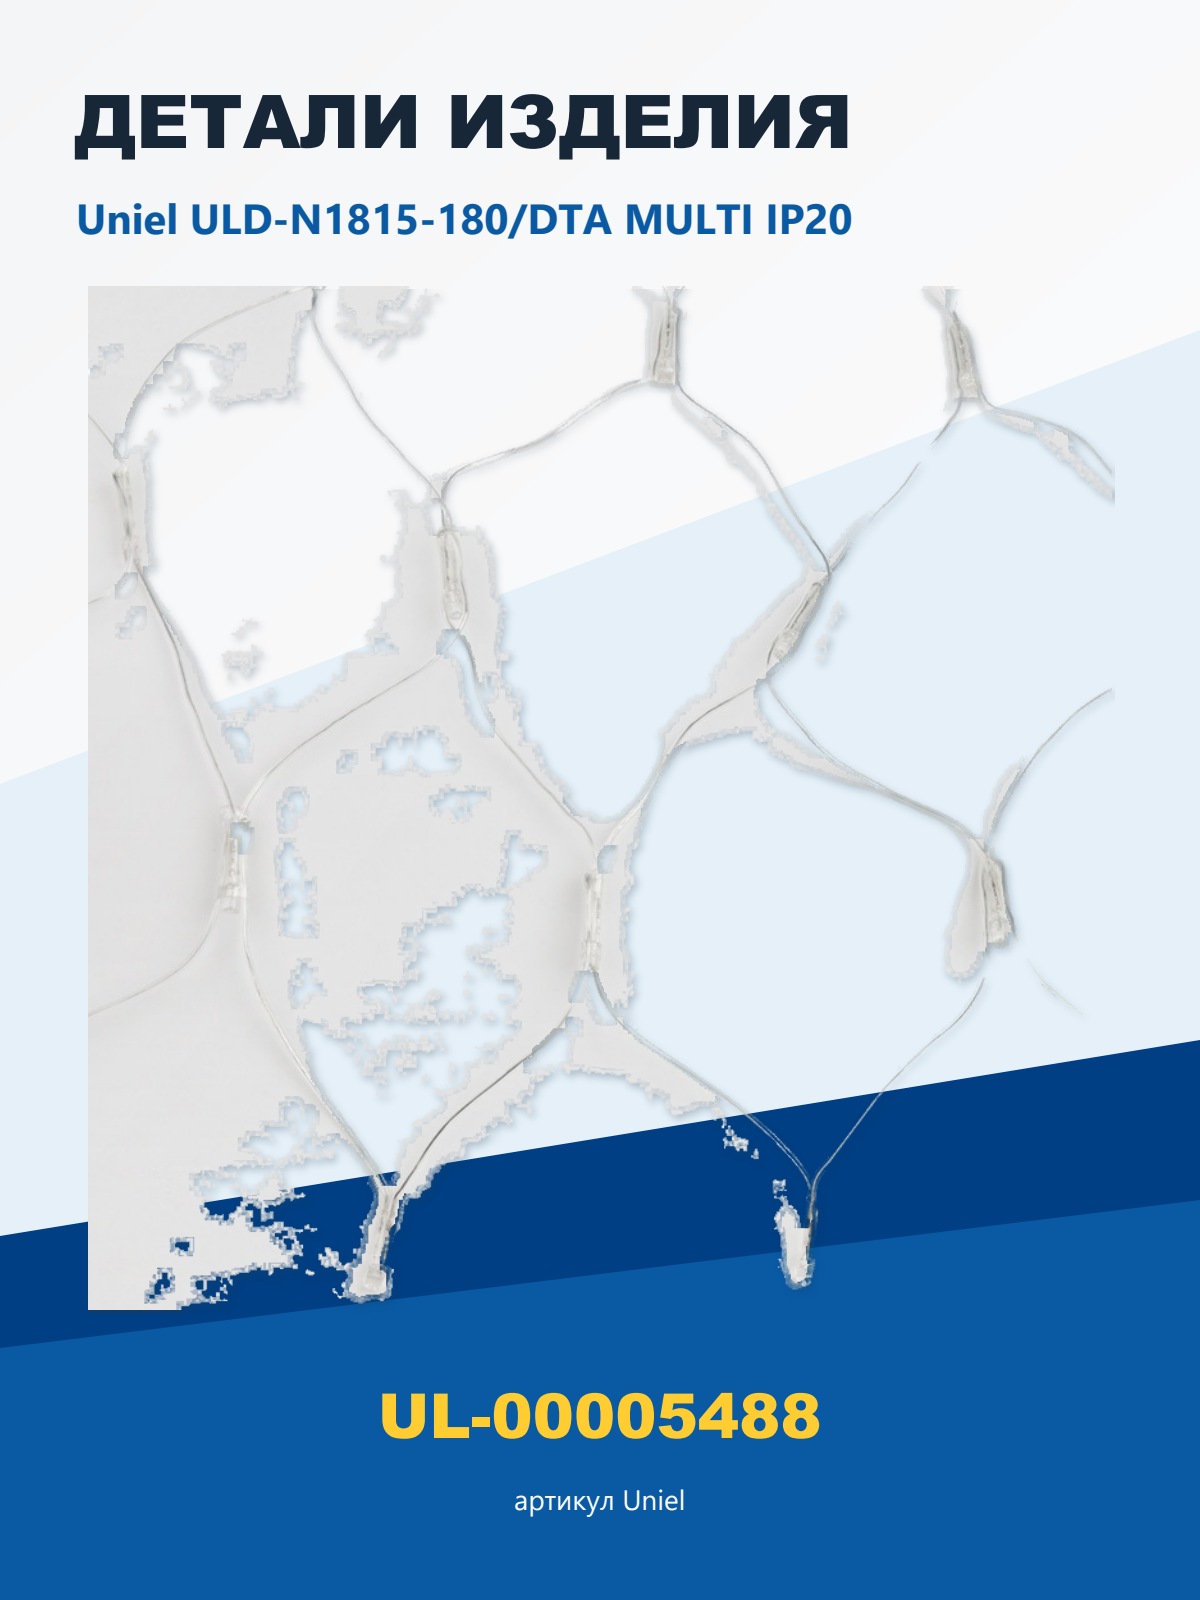 ДЕТАЛИ ИЗДЕЛИЯ
Uniel ULD-N1815-180/DTA MULTI IP20
UL-00005488
артикул Uniel